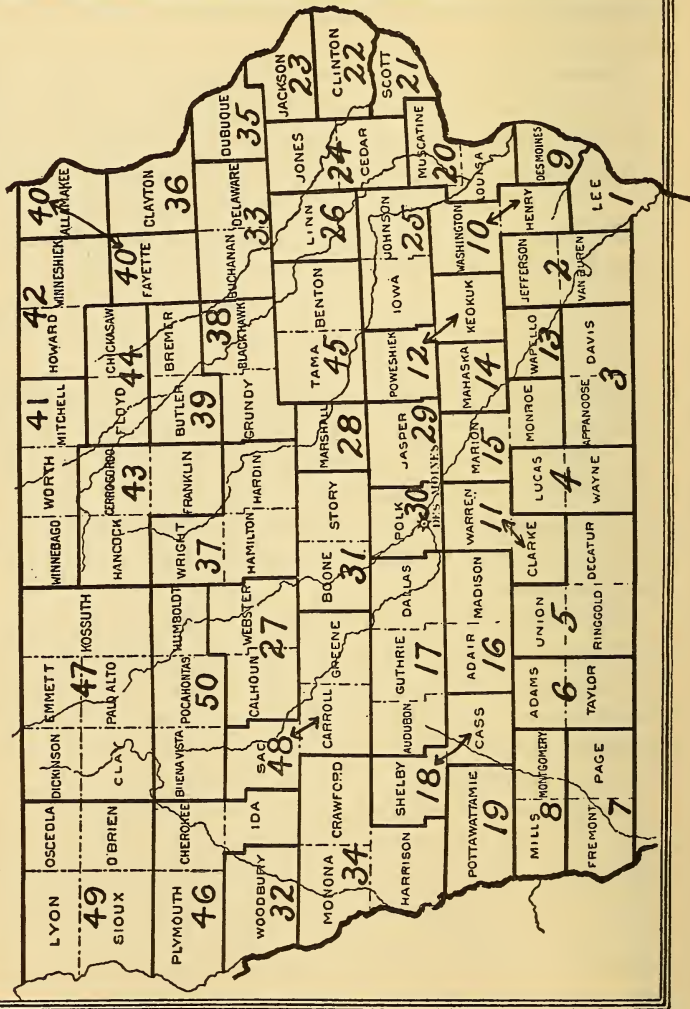 LYON
49
SIOUX
OSCEOLA
O'BRIEN
DICKINSON
CLAY
EMMETT
47
PALO ALTO
KOSSUTH
WINNEBAGO
HANCOCK
WORTH
CERROGORDO
43
41
MITCHELL
FLOYD
44
CHICKASAW
42
HOWARD
WINNESHIEK
40
ALLAMAKEE
40
FAYETTE
CLAYTON
36
PLYMOUTH
46
CHEROKEE
BUENA VISTA
POCAHONTAS
50
HUMBOLDT
WRIGHT
37
FRANKLIN
BUTLER
39
BREMER
WOODBURY
32
IDA
SAC
48
CALHOUN
WEBSTER
27
HAMILTON
HARDIN
GRUNDY
38
BLACKHAWK
BUCHANAN
33
DELAWARE
DUBUQUE
35
MONONA
34
CRAWFORD
CARROLL
GREENE
BOONE
31
STORY
MARSHALL
28
TAMA
45
BENTON
LINN
26
JONES
24
CEDAR
JACKSON
23
CLINTON
22
SCOTT
21
HARRISON
SHELBY
18
AUDUBON
GUTHRIE
17
DALLAS
POLK
30
DES MOINES
JASPER
29
POWESHIEK
12
IOWA
JOHNSON
25
MUSCATINE
20
LOUISA
POTTAWATTAMIE
19
CASS
ADAIR
16
MADISON
WARREN
11
CLARKE
MARION
15
MAHASKA
14
KEOKUK
WASHINGTON
10
HENRY
MILLS
8
MONTGOMERY
ADAMS
6
TAYLOR
UNION
5
RINGGOLD
DECATUR
LUCAS
4
WAYNE
MONROE
WAPELLO
13
JEFFERSON
2
VAN BUREN
DESMOINES
9
FREMONT
7
PAGE
APPANOOSE
3
DAVIS
LEE
1